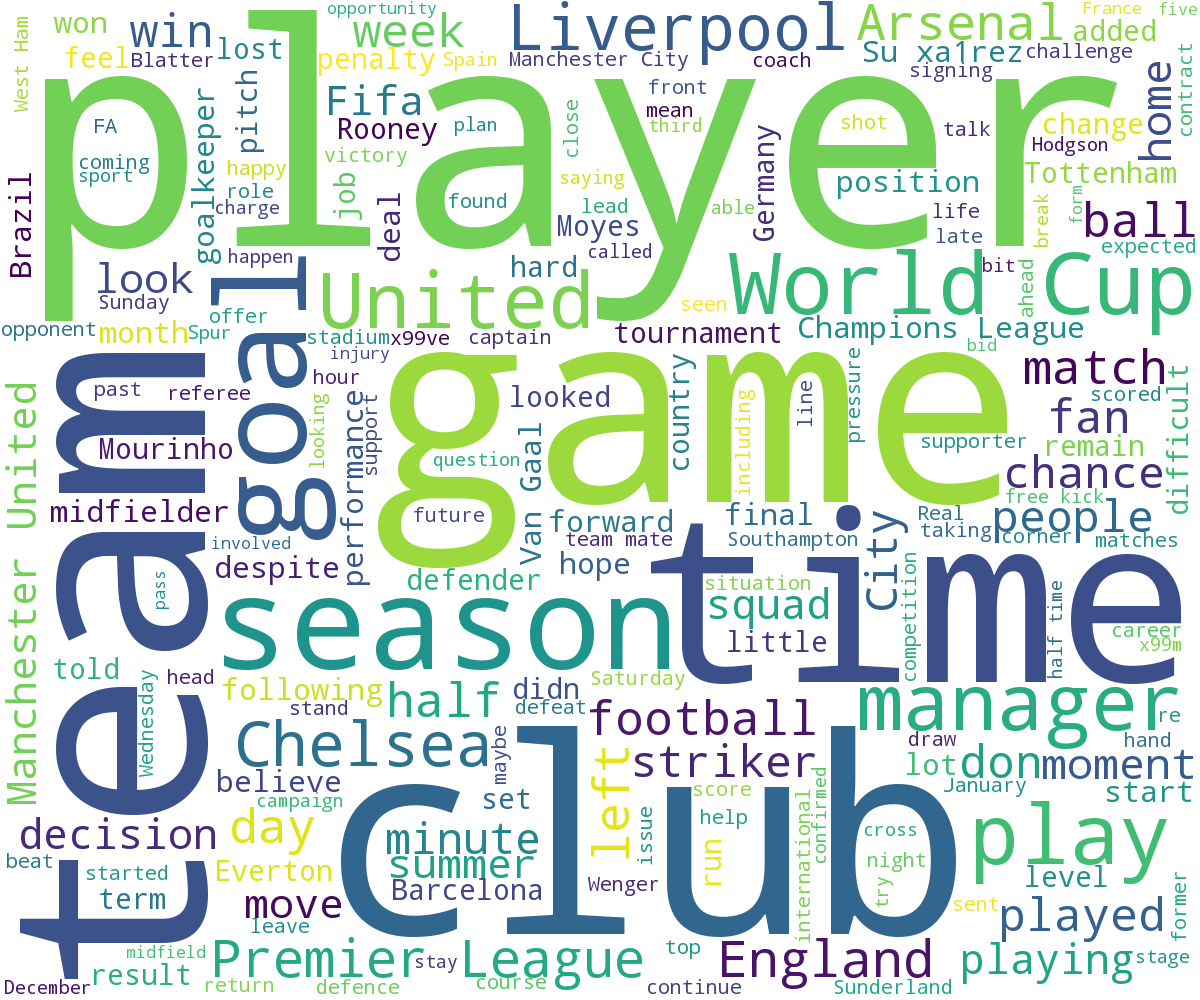 player
game
team
time
club
goal
season
Liverpool
Arsenal
World Cup
United
Manchester United
Chelsea
manager
play
Premier League
England
football
striker
win
week
won
feel
Blatter
lost
penalty
Spain
opportunity
Manchester City
coach
Su xa1rez
signing
added
challenge
France
five
contract
West Ham
Fifa
Rooney
pitch
goalkeeper
FA
coming
sport
happy
role
charge
happen
victory
job
deal
plan
close
front
mean
third
found
saying
lead
Moyes
called
able
Germany
shot
talk
position
life
late
home
change
Hodgson
Tottenham
break
form
ball
expected
Brazil
look
Sunday
opponent
month
Spur
offer
stadium
x99ve
captain
injury
hard
seen
tournament
Champions League
bit
ahead
bid
match
scored
past
referee
hour
looking
support
looked
country
including
line
pressure
fan
supporter
remain
difficult
Mourinho
midfielder
performance
question
Van Gaal
chance
free kick
future
forward
final
Real
taking
people
corner
matches
involved
despite
team mate
Southampton
City
hope
defender
situation
squad
little
competition
half time
career
x99m
pass
told
Wednesday
head
following
stand
half
didn
defeat
Saturday
re
draw
hand
don
lot
moment
January
start
believe
campaign
maybe
set
left
score
help
issue
international
confirmed
cross
night
try
run
decision
day
minute
summer
Barcelona
Wenger
beat
started
term
Everton
move
leave
level
sent
played
former
midfield
December
result
return
defence
stay
course
top
continue
Sunderland
playing
stage